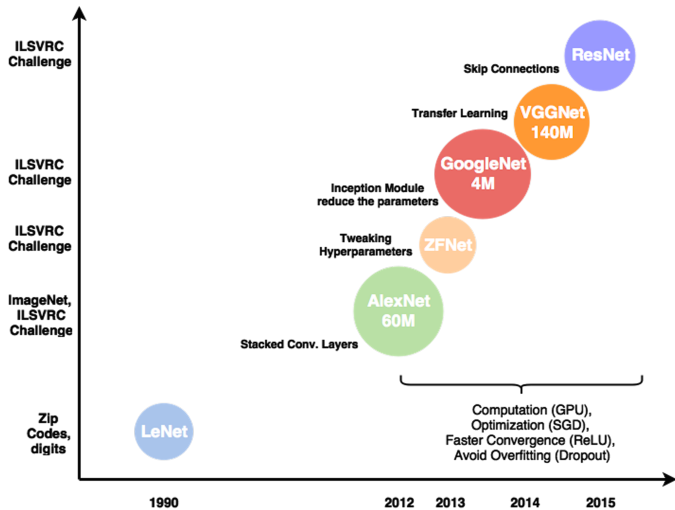 ILSVRC
Challenge
ResNet
Skip Connections
Transfer Learning
VGGNet
140M
ILSVRC
Challenge
GoogleNet
4M
Inception Module
reduce the parameters
ILSVRC
Challenge
Tweaking
Hyperparameters
ZFNet
ImageNet,
ILSVRC
Challenge
AlexNet
60M
Stacked Conv. Layers
Zip
Codes,
digits
LeNet
Computation (GPU),
Optimization (SGD),
Faster Convergence (ReLU),
Avoid Overfitting (Dropout)
1990
2012
2013
2014
2015